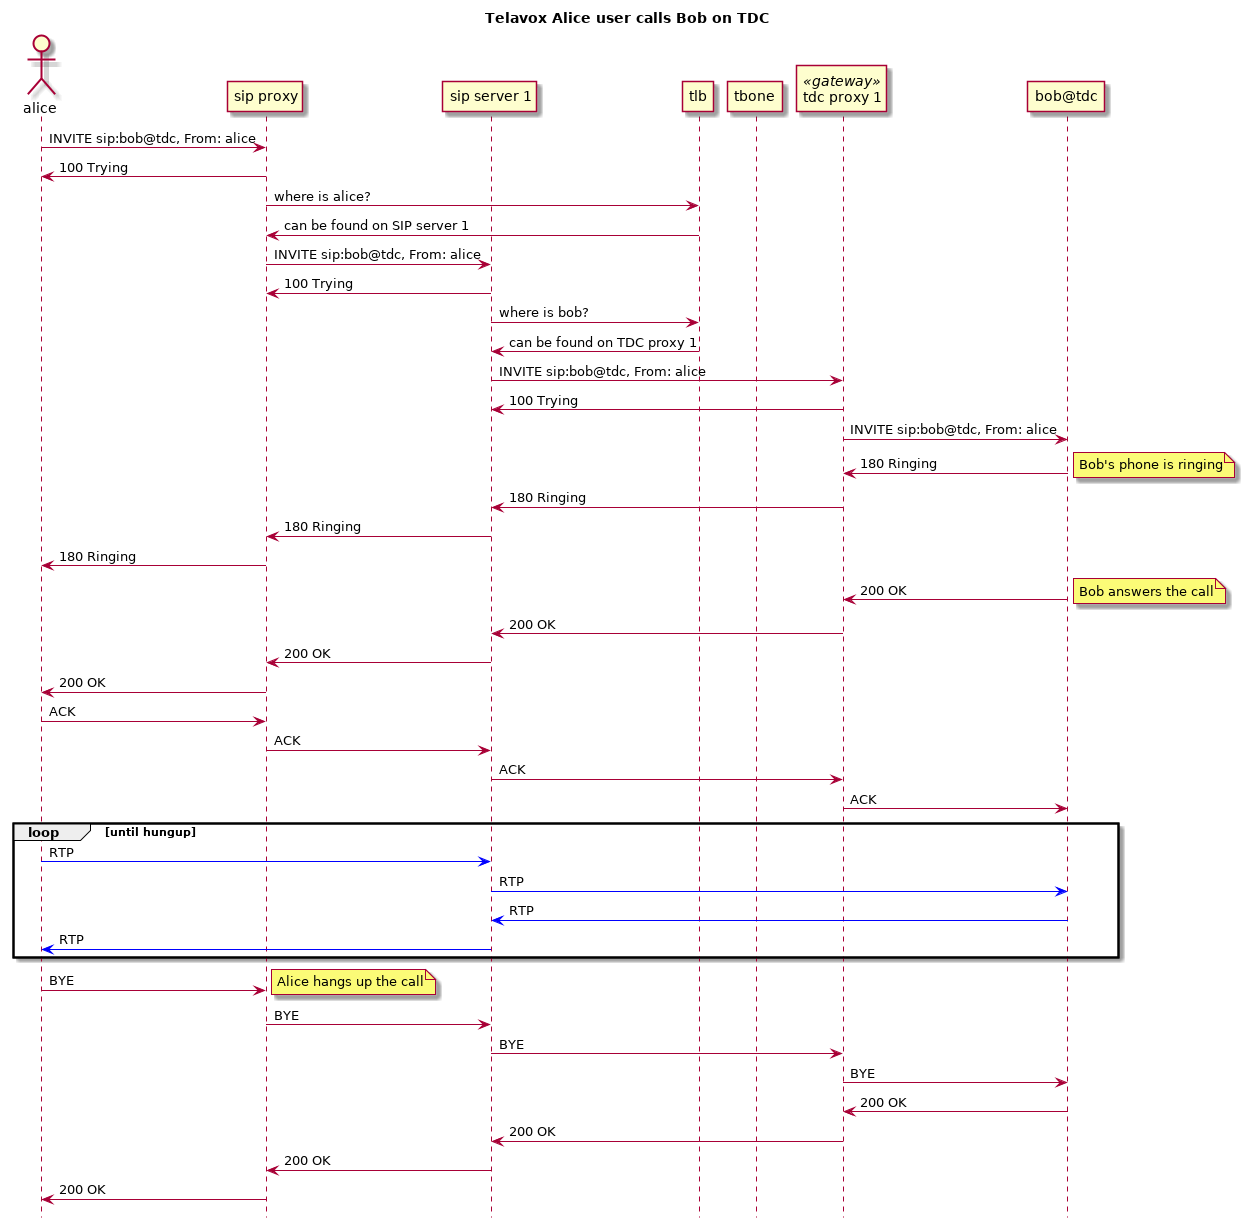 Telavox Alice user calls Bob on TDC
alice
sip proxy
sip server 1
tlb
tbone
«gateway»
tdc proxy 1
bob@tdc
INVITE sip:bob@tdc, From: alice
100 Trying
where is alice?
can be found on SIP server 1
INVITE sip:bob@tdc, From: alice
100 Trying
where is bob?
can be found on TDC proxy 1
INVITE sip:bob@tdc, From: alice
100 Trying
INVITE sip:bob@tdc, From: alice
180 Ringing
Bob's phone is ringing
180 Ringing
180 Ringing
180 Ringing
200 OK
Bob answers the call
200 OK
200 OK
200 OK
ACK
ACK
ACK
ACK
loop
[until hungup]
RTP
RTP
RTP
RTP
BYE
Alice hangs up the call
BYE
BYE
BYE
200 OK
200 OK
200 OK
200 OK